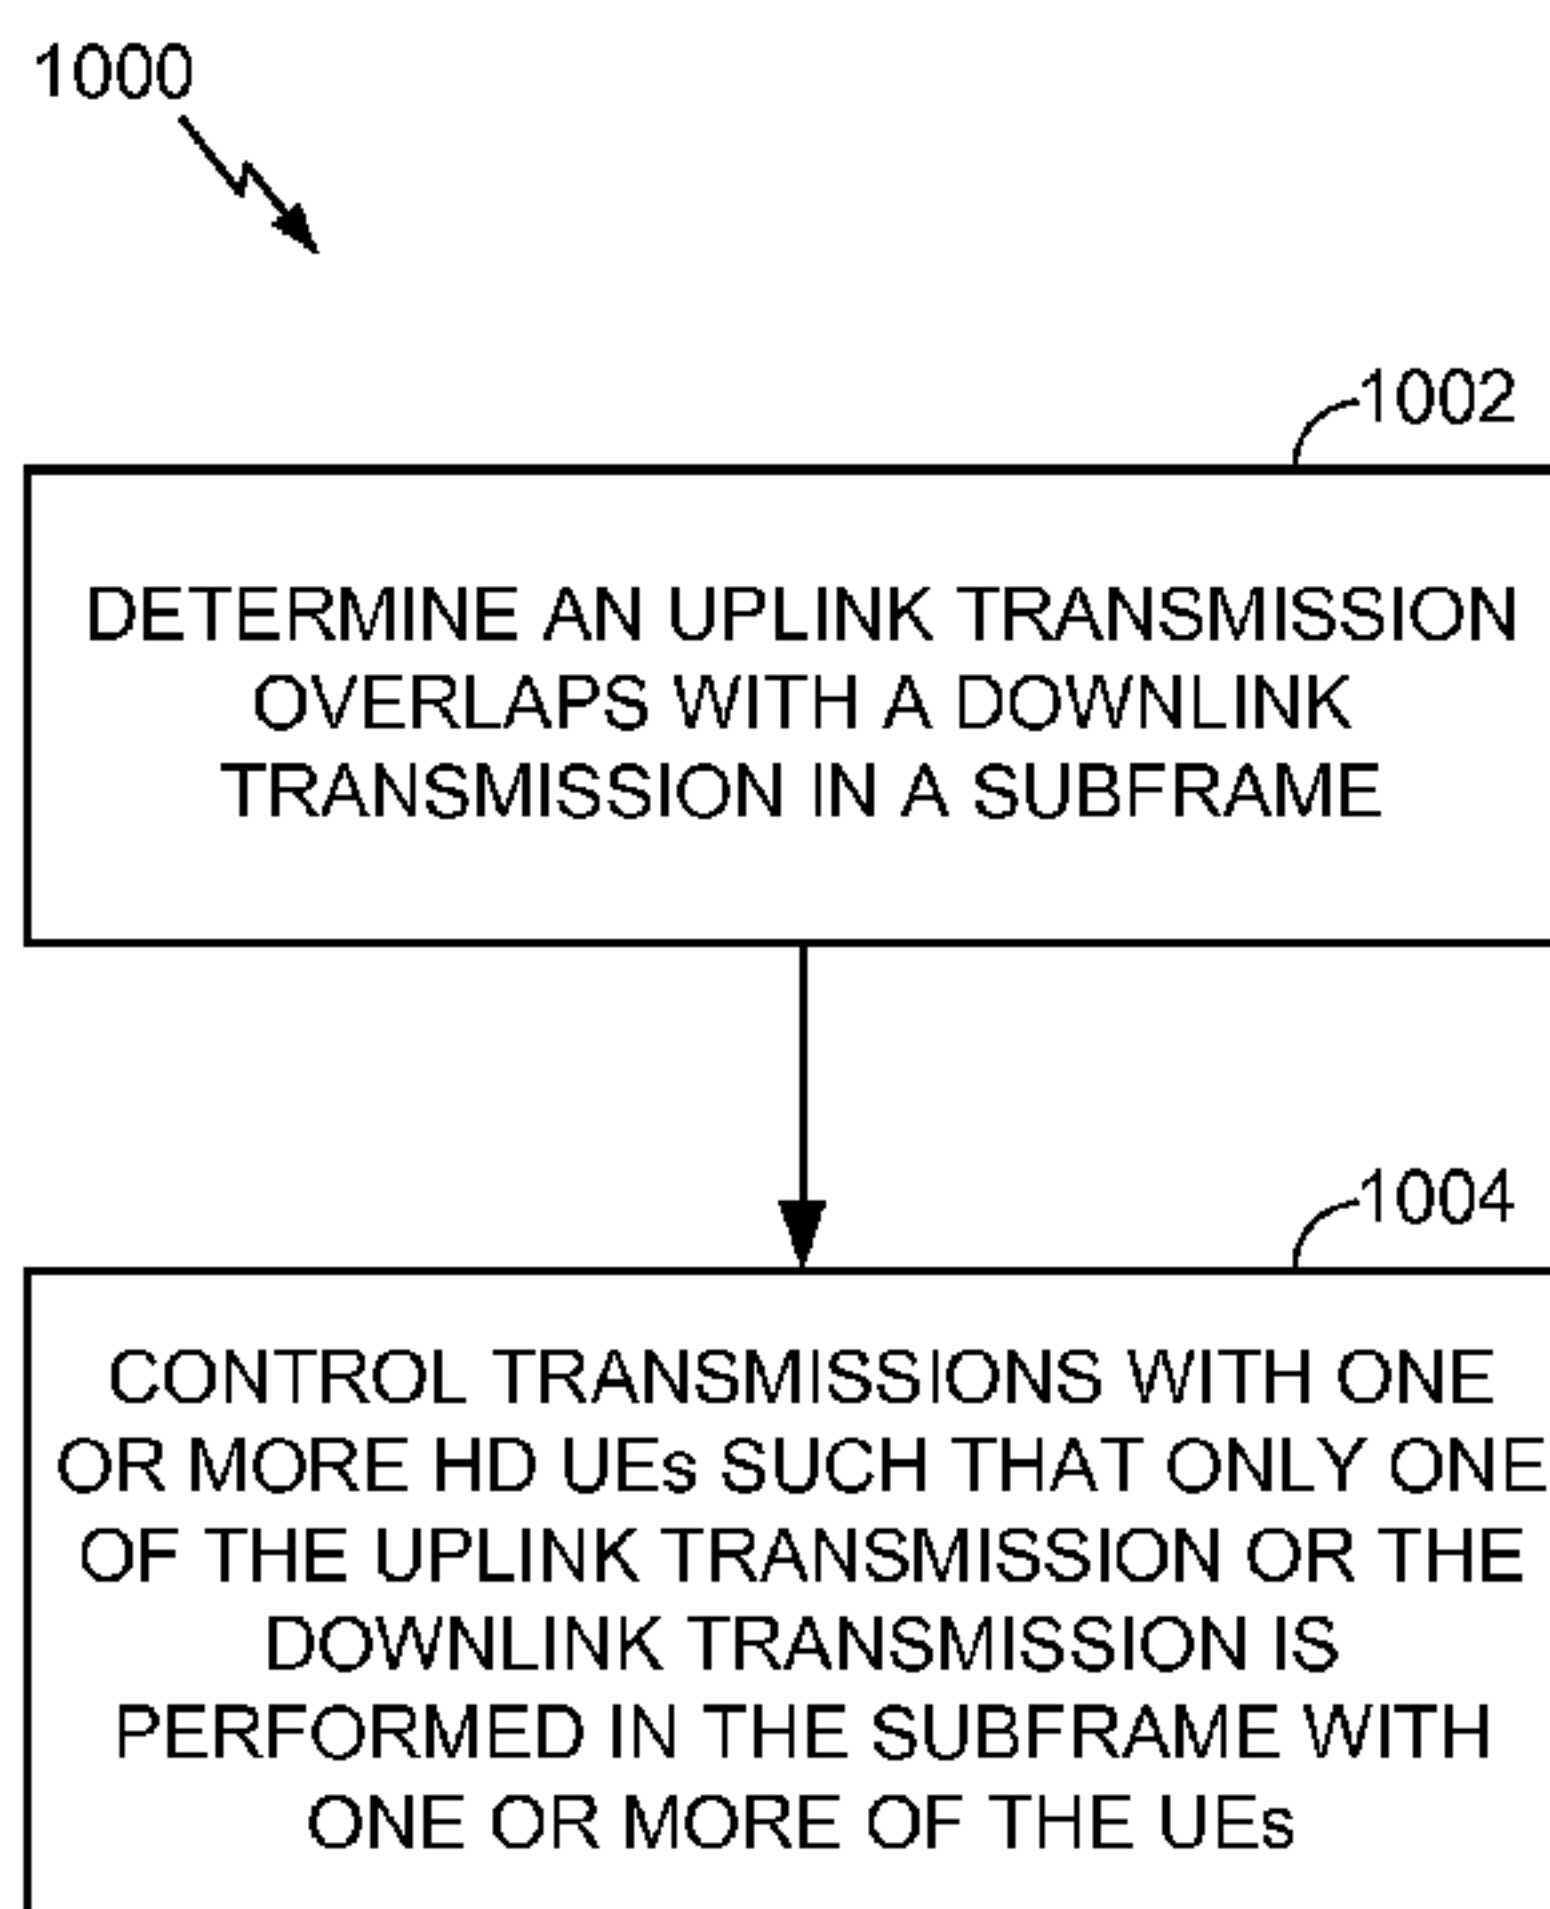 1000
1002
DETERMINE AN UPLINK TRANSMISSION
OVERLAPS WITH A DOWNLINK
TRANSMISSION IN A SUBFRAME
1004
CONTROL TRANSMISSIONS WITH ONE
OR MORE HD UEs SUCH THAT ONLY ONE
OF THE UPLINK TRANSMISSION OR THE
DOWNLINK TRANSMISSION IS
PERFORMED IN THE SUBFRAME WITH
ONE OR MORE OF THE UEs